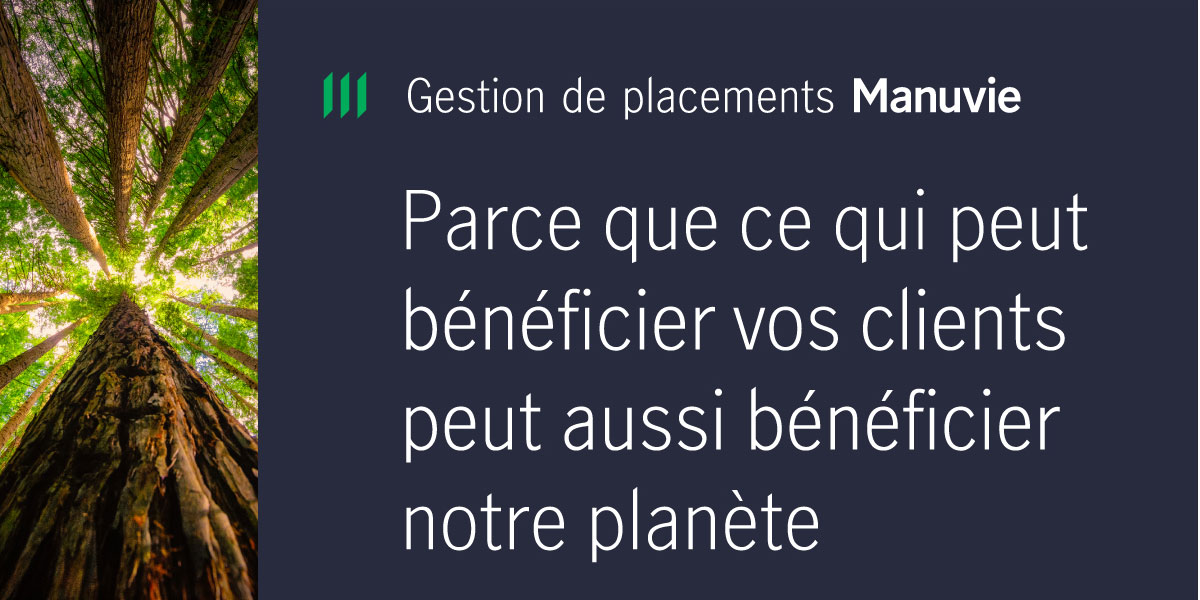 Gestion de placements Manuvie
Parce que ce qui peut
bénéficier vos clients
peut aussi bénéficier
notre planète